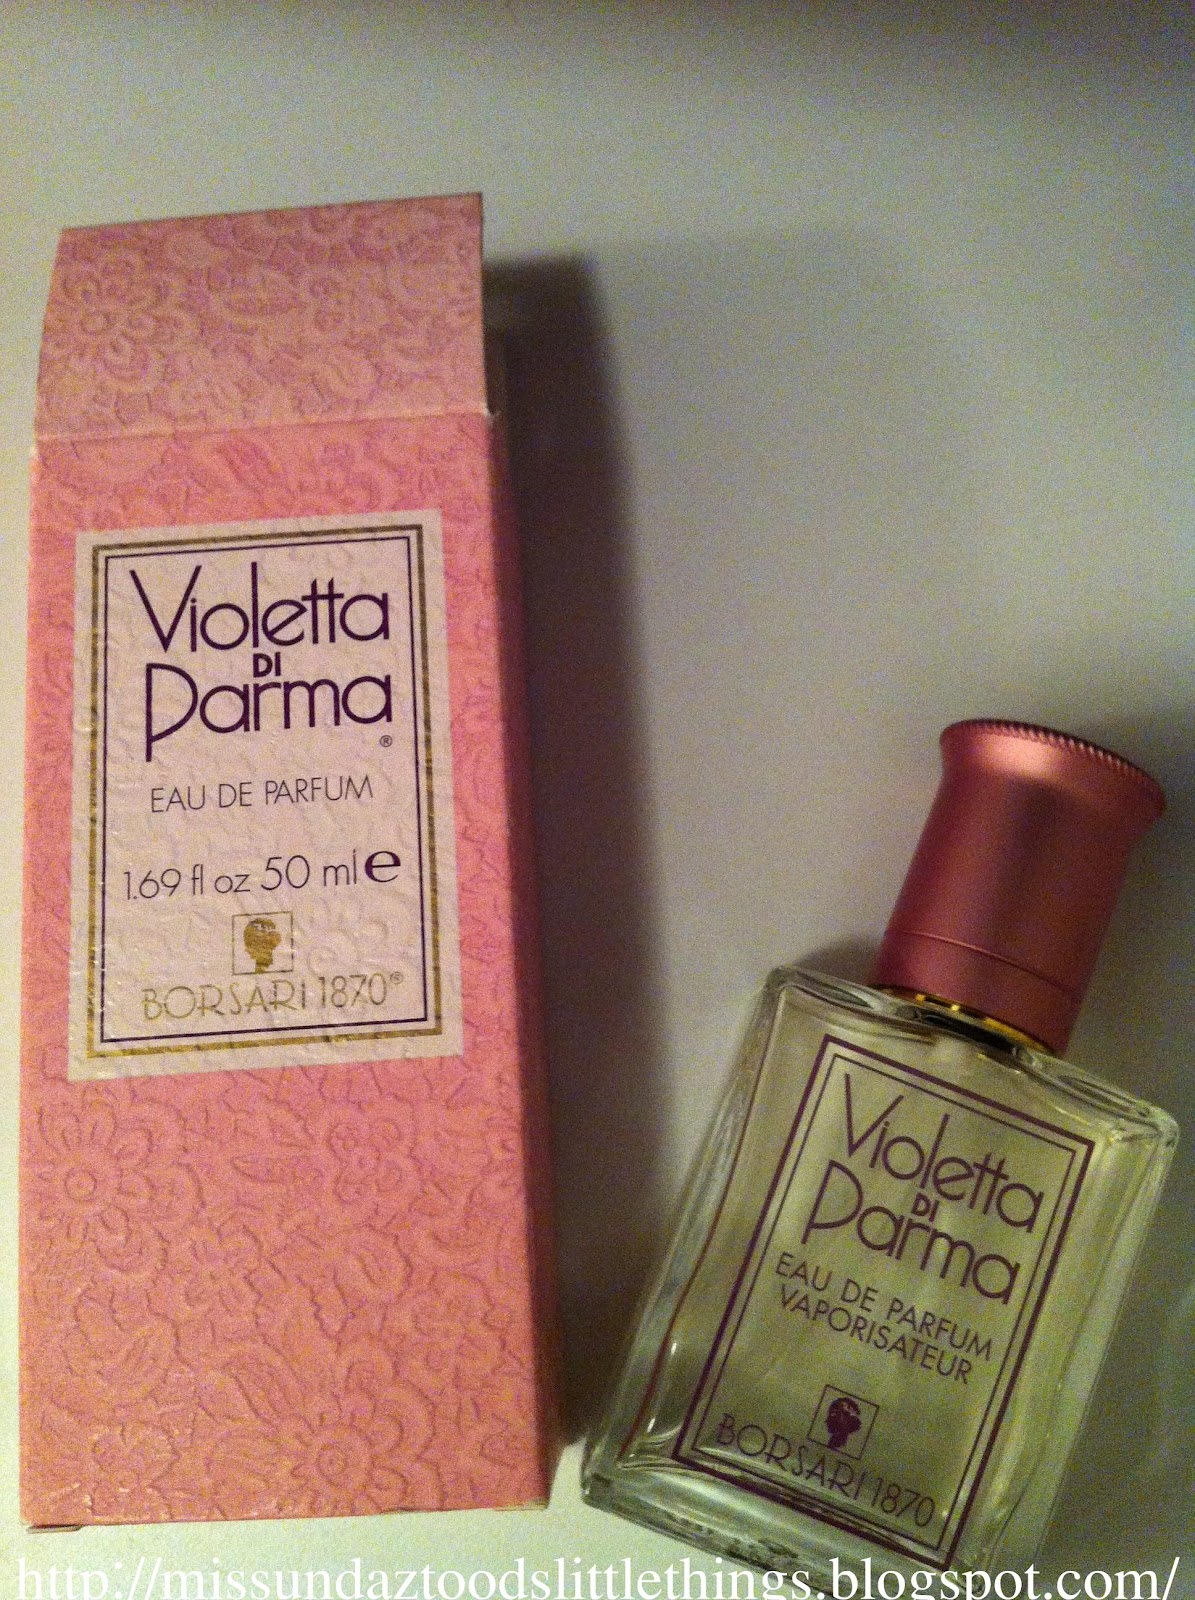 Violetta
DI
Parma®
EAU DE PARFUM
1.69 fl oz 50 ml e
BORSARI 1870®
Violetta
DI
Parma
EAU DE PARFUM
VAPORISATEUR
BORSARI 1870
http://missundaztoodslittlethings.blogspot.com/